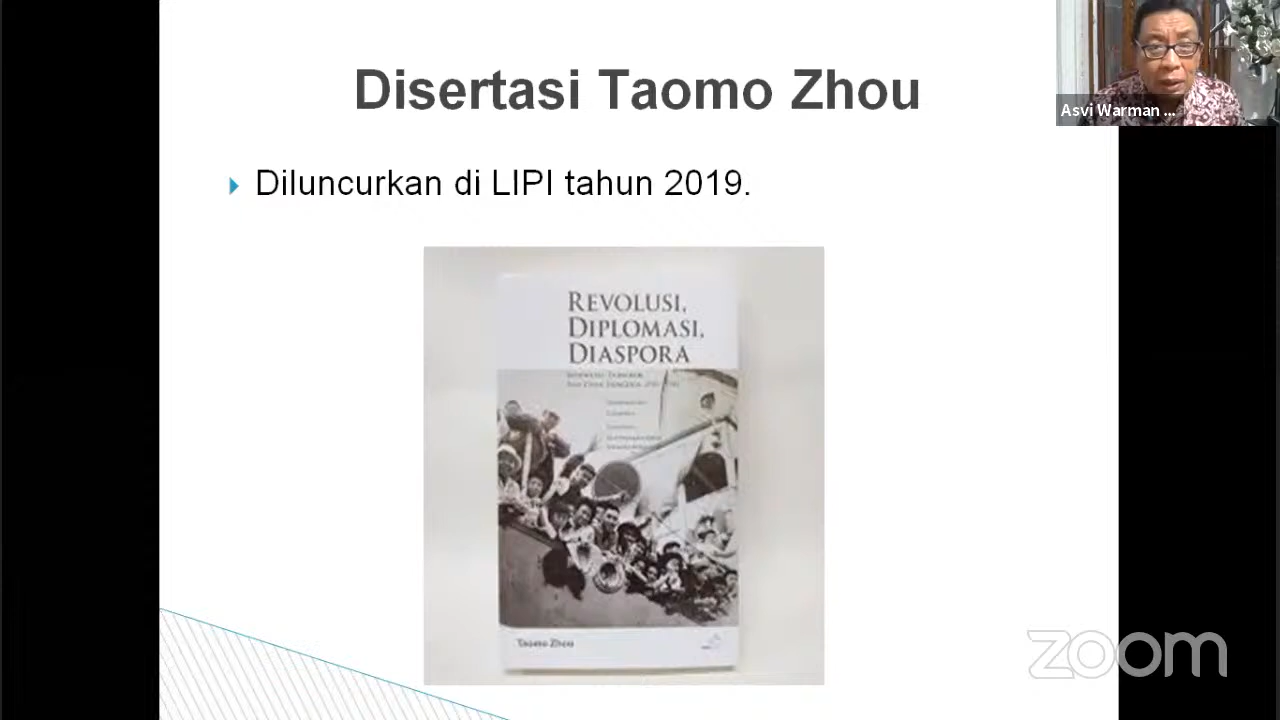 Disertasi Taomo Zhou
Asvi Warman ...
Diluncurkan di LIPI tahun 2019.
REVOLUSI,
DIPLOMASI,
DIASPORA
Taomo Zhou
zoom